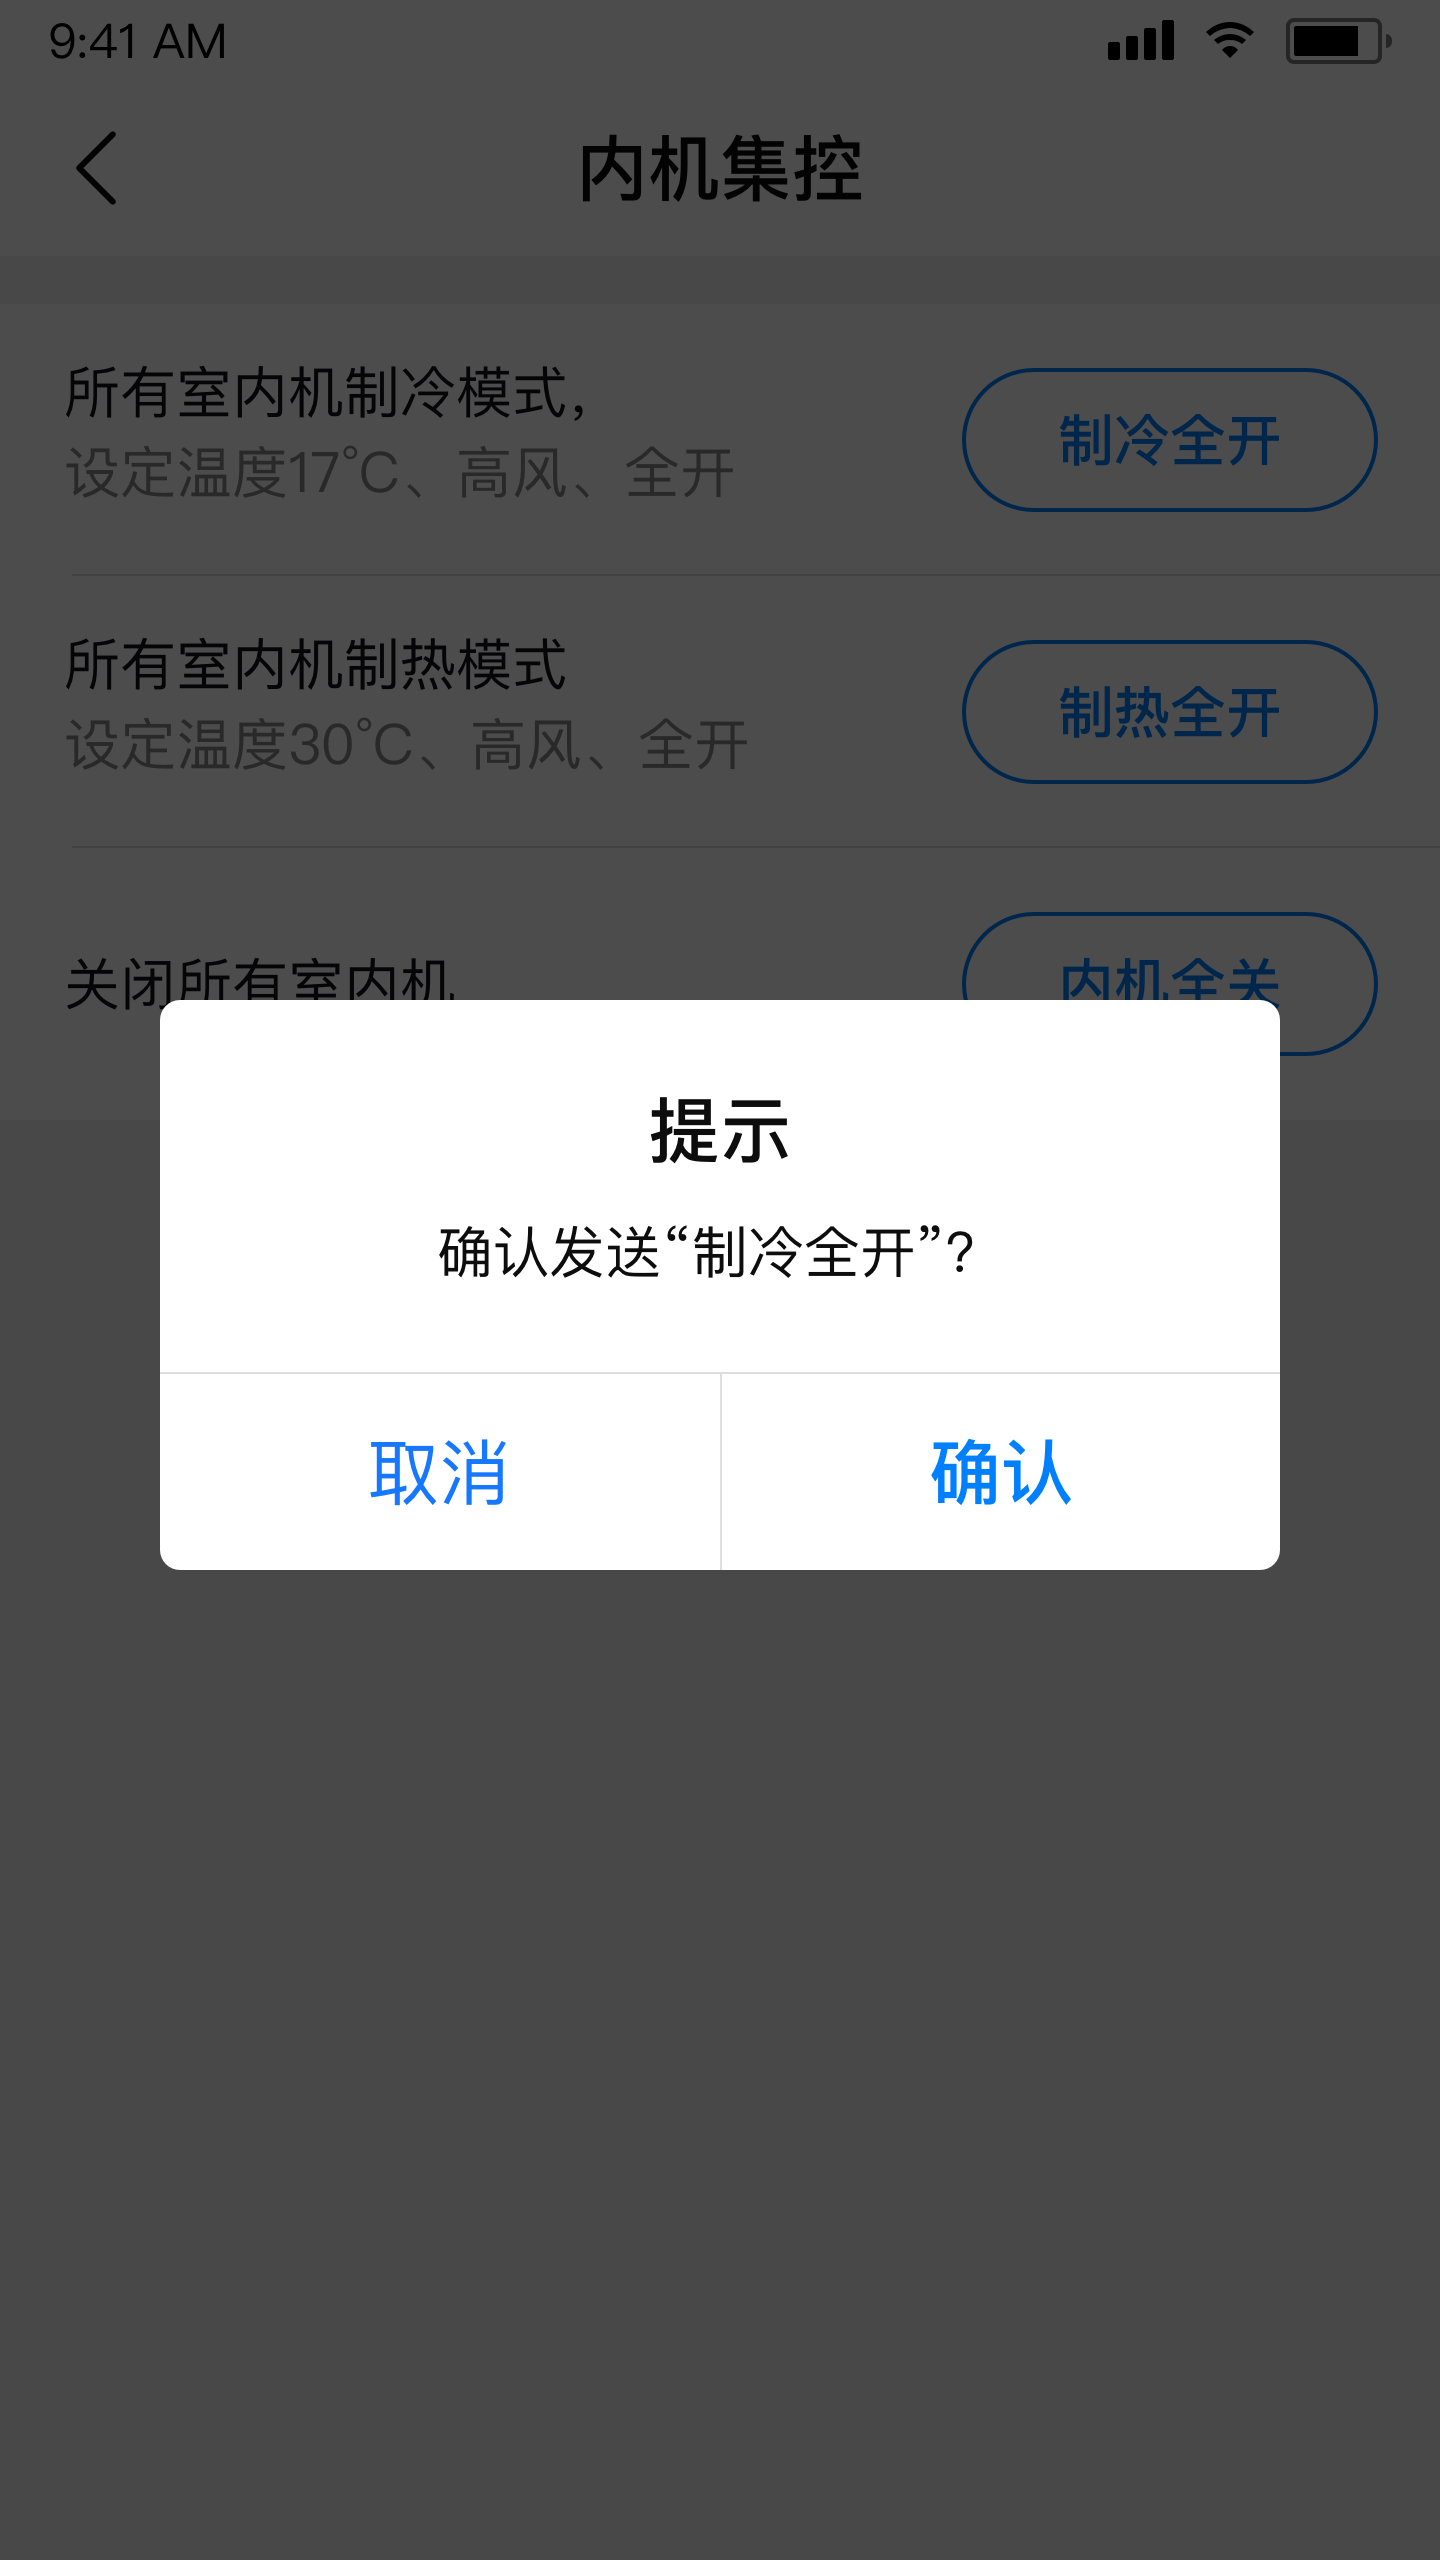 9:41 AM
内机集控
所有室内机制冷模式，
设定温度17℃、高风、全开
制冷全开
所有室内机制热模式
设定温度30℃、高风、全开
制热全开
关闭所有室内机
内机全关
提示
确认发送“制冷全开”？
取消
确认